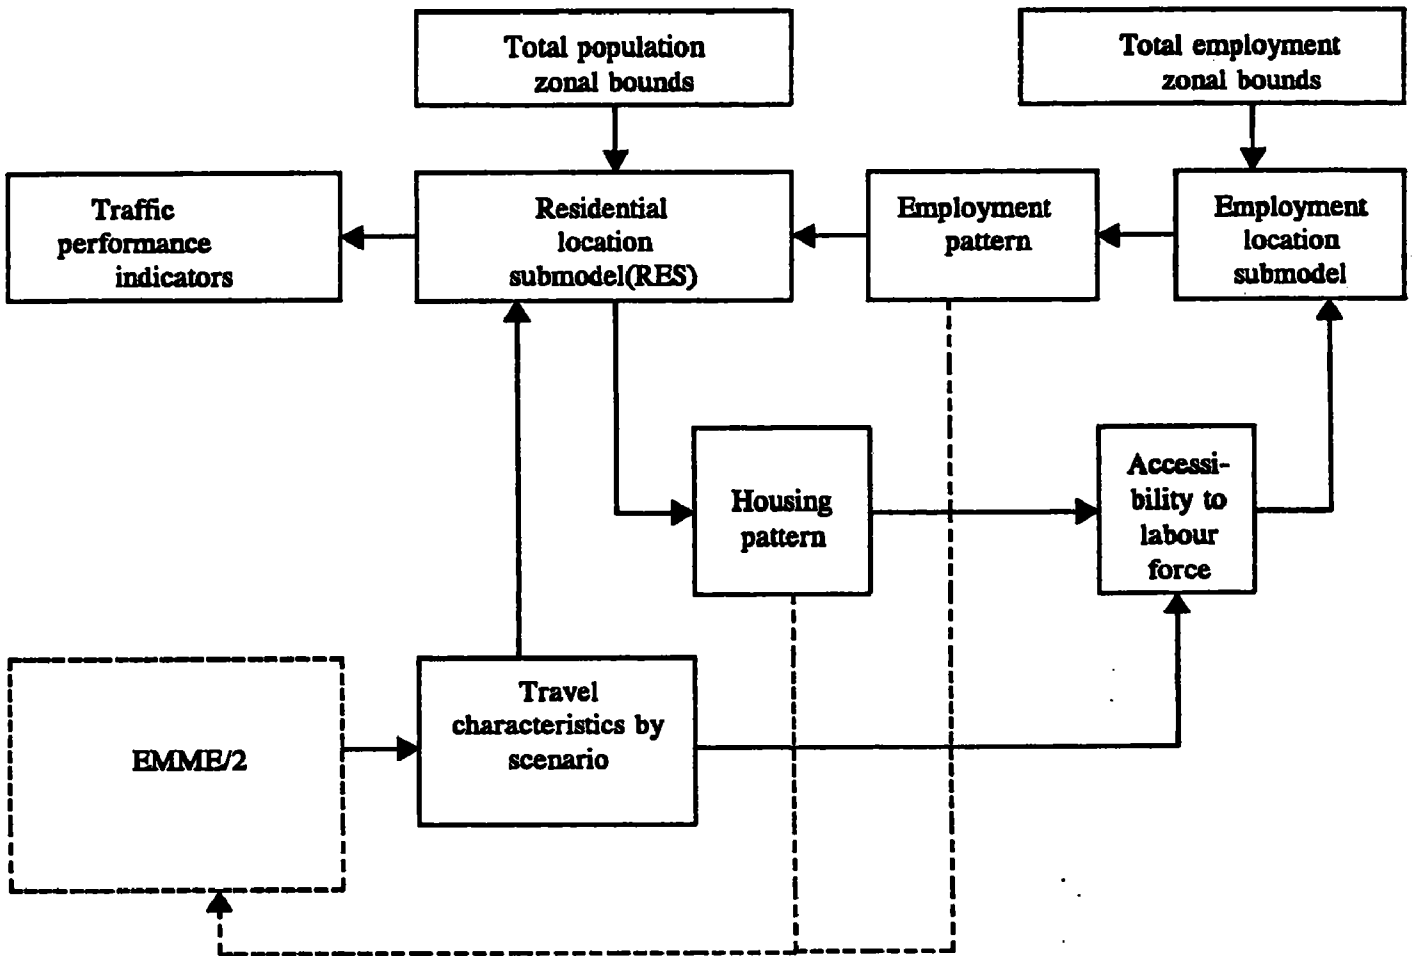 Total population
zonal bounds
Total employment
zonal bounds
Traffic
performance
indicators
Residential
location
submodel(RES)
Employment
pattern
Employment
location
submodel
Housing
pattern
Accessi-
bility to
labour
force
Travel
characteristics by
scenario
EMME/2